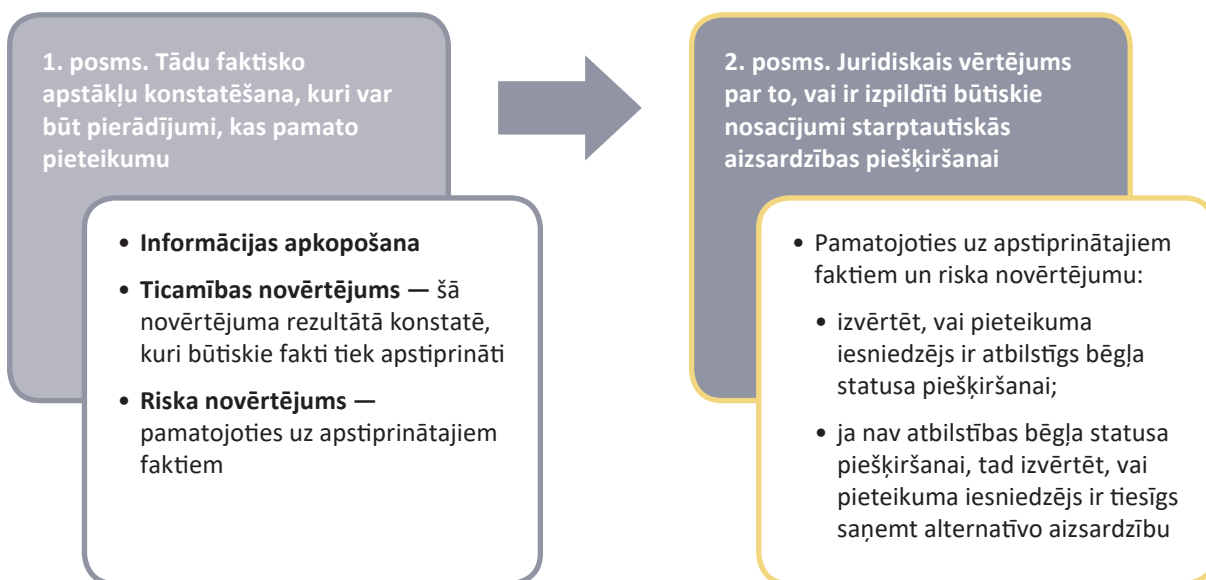 1. posms. Tādu faktisko
apstākļu konstatēšana, kuri var
būt pierādījumi, kas pamato
pieteikumu
• Informācijas apkopošana
• Ticamības novērtējums — šā
novērtējuma rezultātā konstatē,
kuri būtiskie fakti tiek apstiprināti
• Riska novērtējums —
pamatojoties uz apstiprinātajiem
faktiem
2. posms. Juridiskais vērtējums
par to, vai ir izpildīti būtiskie
nosacījumi starptautiskās
aizsardzības piešķiršanai
• Pamatojoties uz apstiprinātajiem
faktiem un riska novērtējumu:
• izvērtēt, vai pieteikuma
iesniedzējs ir atbilstīgs bēgļa
statusa piešķiršanai;
• ja nav atbilstības bēgļa statusa
piešķiršanai, tad izvērtēt, vai
pieteikuma iesniedzējs ir tiesīgs
saņemt alternatīvo aizsardzību